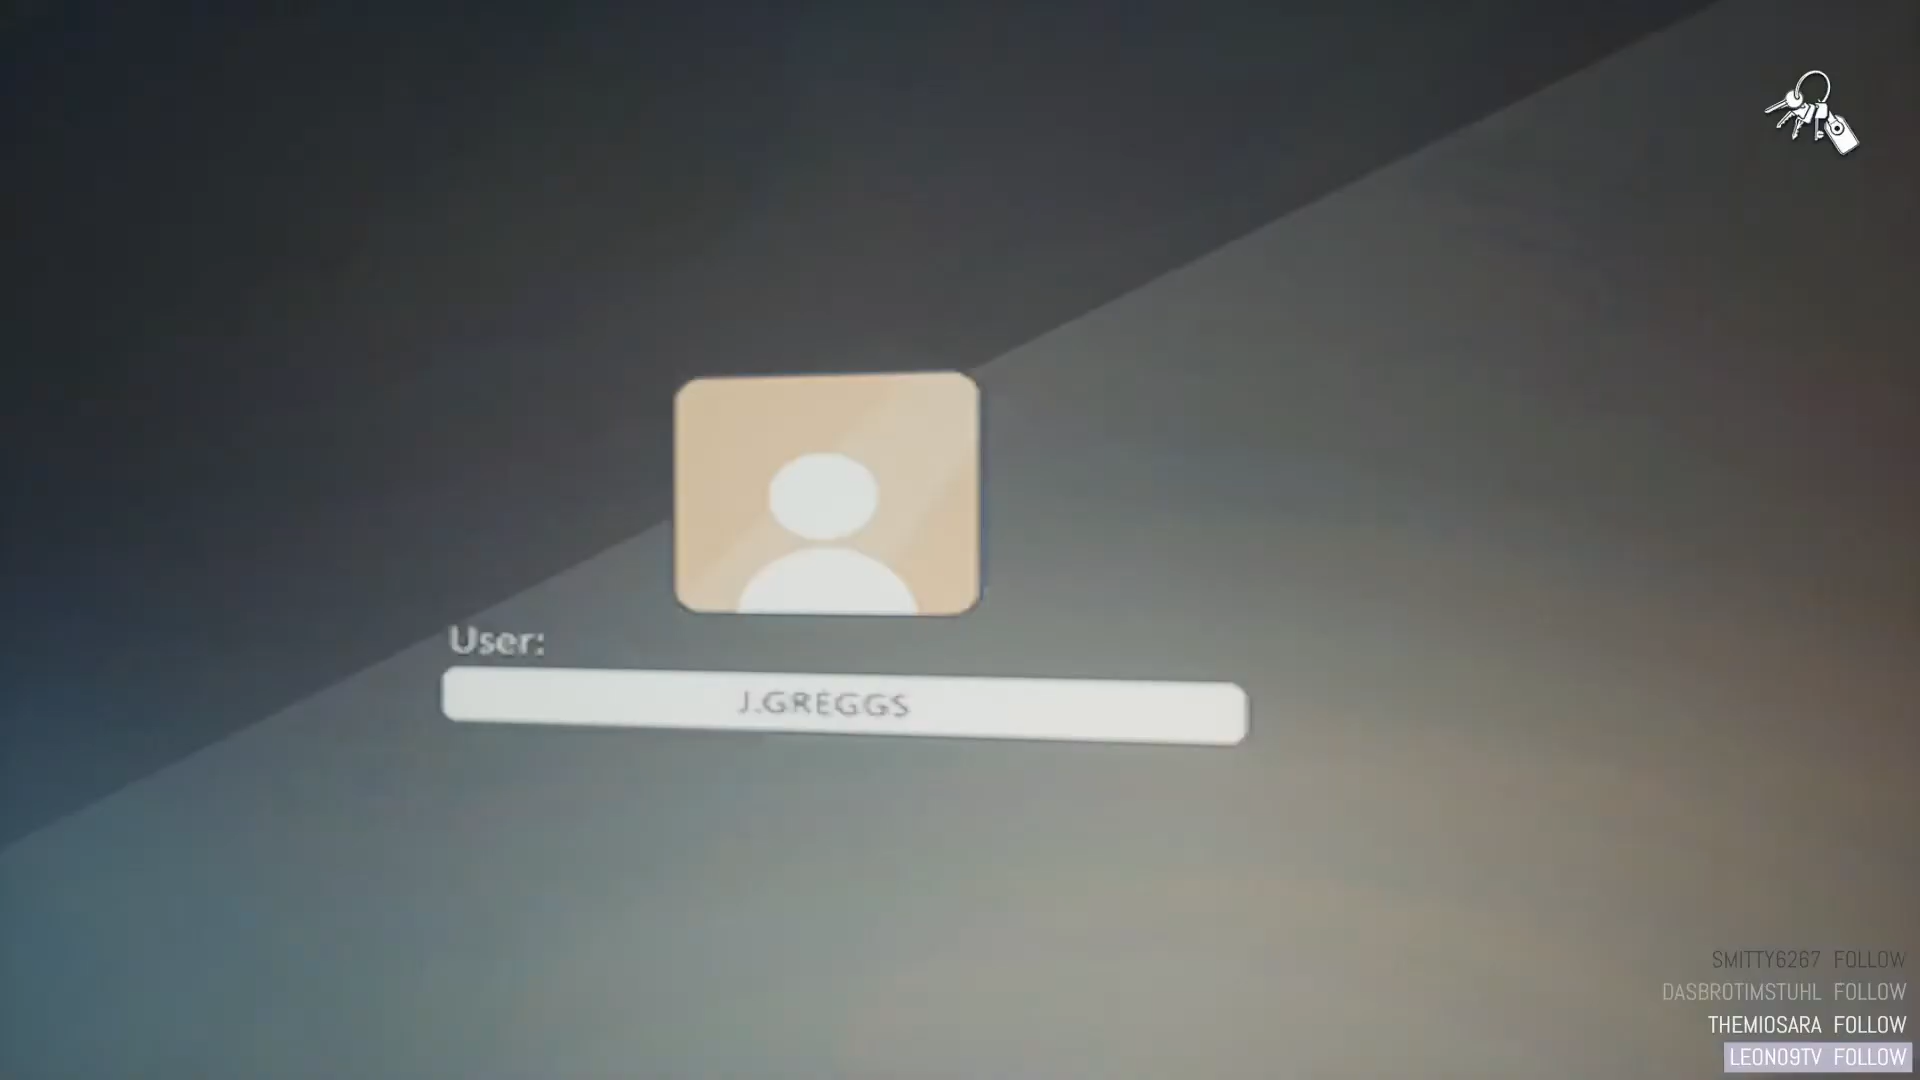 User:
J.GREGGS
SMITTY6267 FOLLOW
DASBROTIMSTUHL FOLLOW
THEMIOSARA FOLLOW
LEON09TV FOLLOW